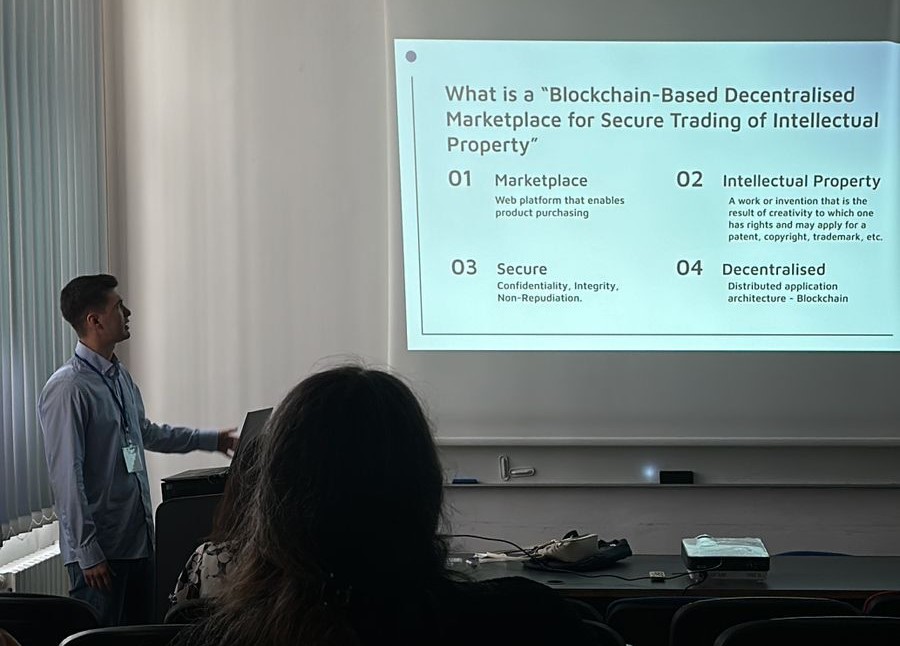 What is a “Blockchain-Based Decentralised
Marketplace for Secure Trading of Intellectual
Property”
01 Marketplace
Web platform that enables
product purchasing
02 Intellectual Property
A work or invention that is the
result of creativity to which one
has rights and may apply for a
patent, copyright, trademark, etc.
03 Secure
Confidentiality, Integrity,
Non-Repudiation.
04 Decentralised
Distributed application
architecture - Blockchain